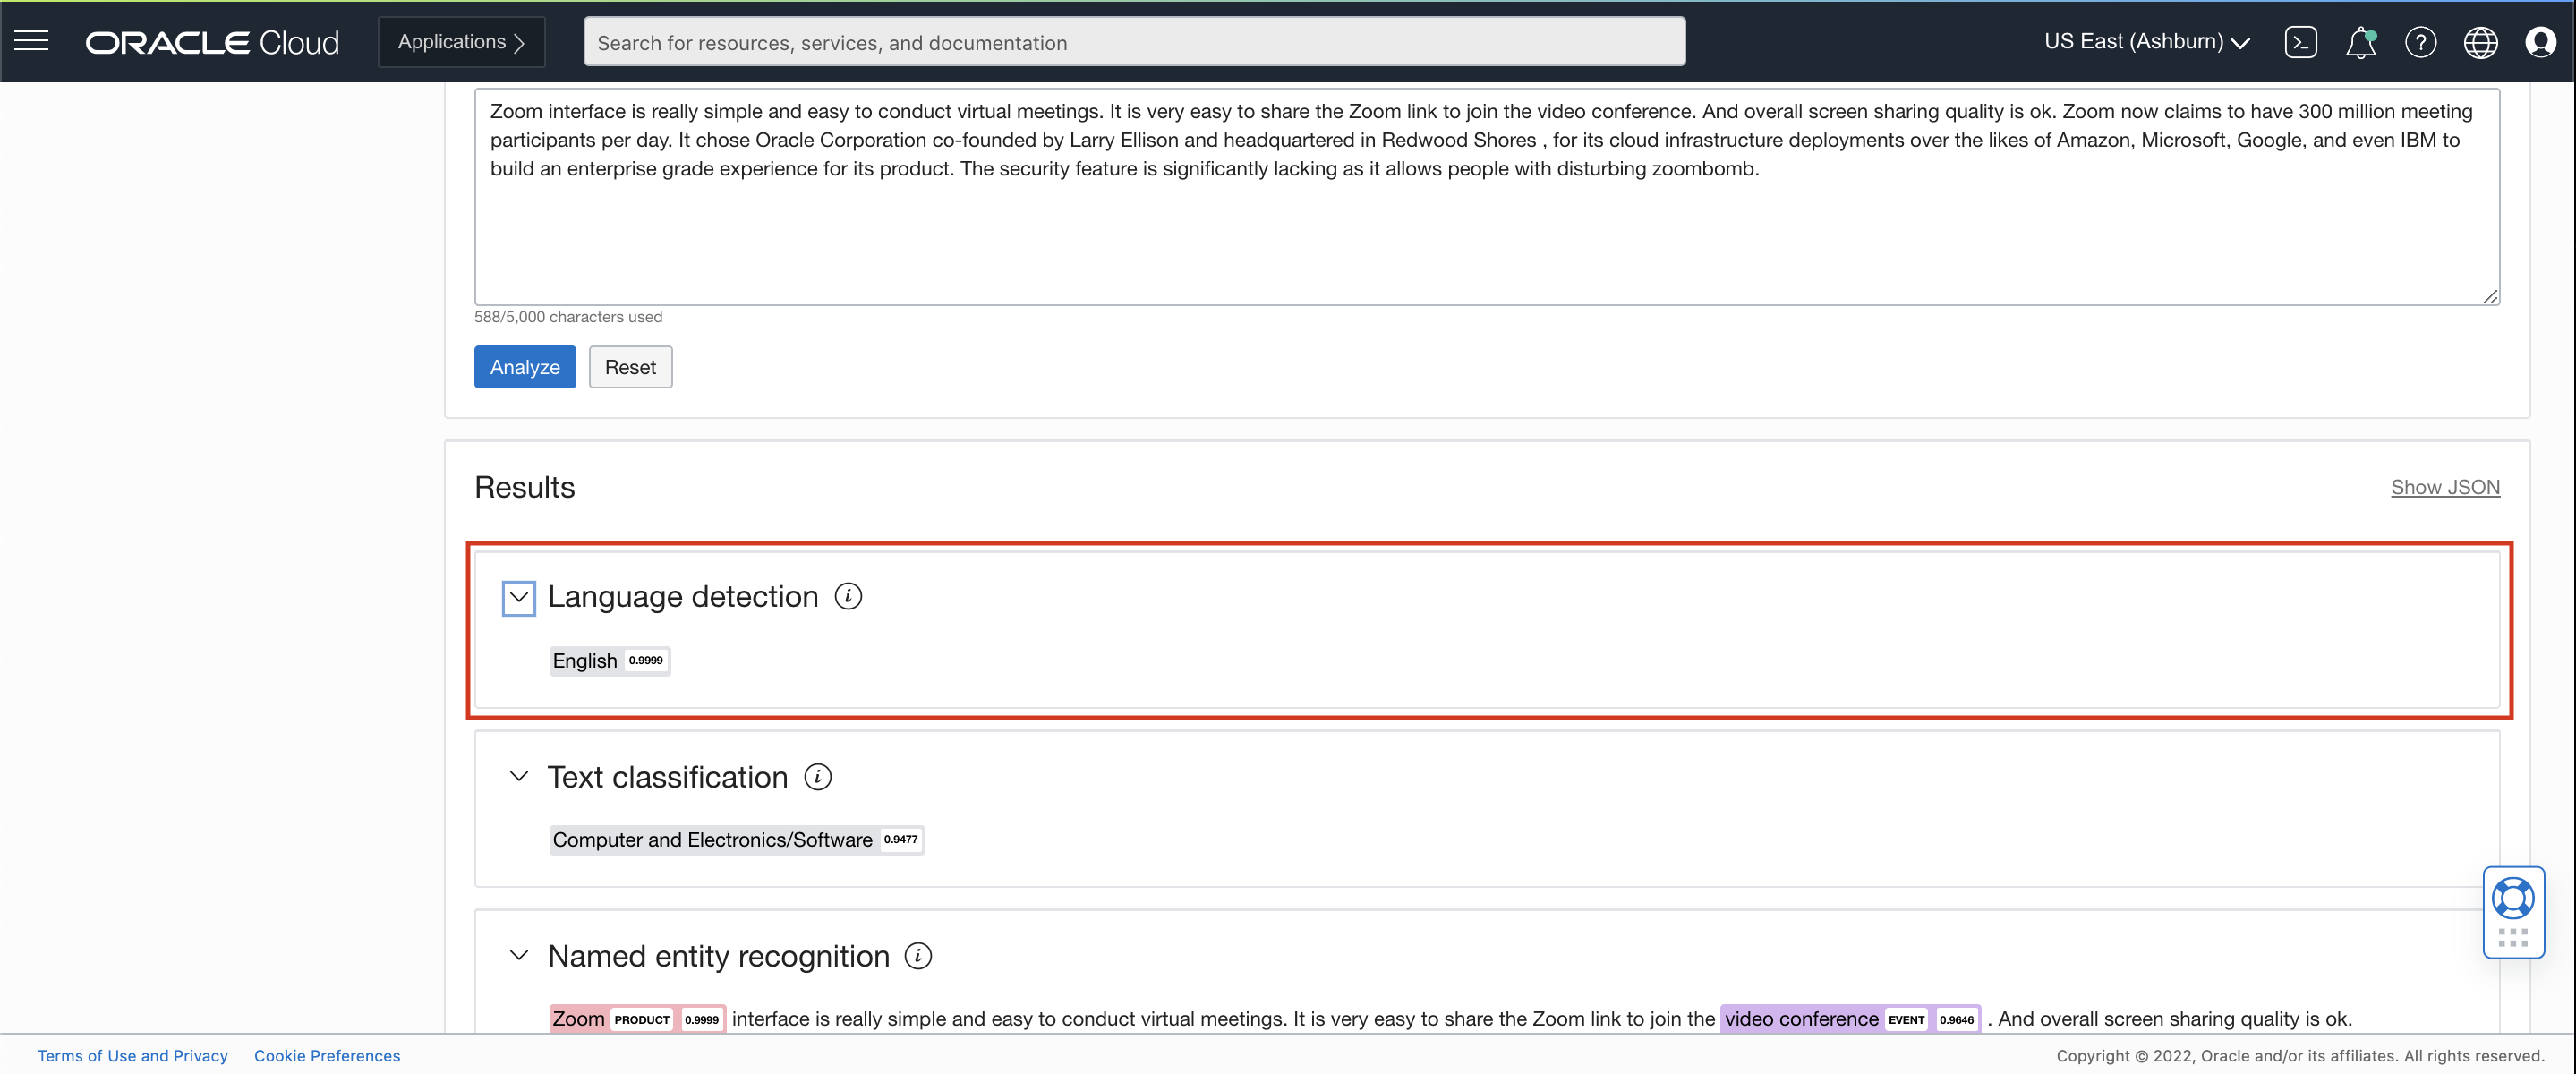 ORACLE Cloud
Applications
Search for resources, services, and documentation
US East (Ashburn)
Zoom interface is really simple and easy to conduct virtual meetings. It is very easy to share the Zoom link to join the video conference. And overall screen sharing quality is ok. Zoom now claims to have 300 million meeting
participants per day. It chose Oracle Corporation co-founded by Larry Ellison and headquartered in Redwood Shores , for its cloud infrastructure deployments over the likes of Amazon, Microsoft, Google, and even IBM to
build an enterprise grade experience for its product. The security feature is significantly lacking as it allows people with disturbing zoombomb.
588/5,000 characters used
Analyze
Reset
Results
Show JSON
Language detection
English 0.9999
Text classification
Computer and Electronics/Software 0.9477
Named entity recognition
Zoom PRODUCT 0.9999 interface is really simple and easy to conduct virtual meetings. It is very easy to share the Zoom link to join the video conference EVENT 0.9646 . And overall screen sharing quality is ok.
Terms of Use and Privacy
Cookie Preferences
Copyright © 2022, Oracle and/or its affiliates. All rights reserved.